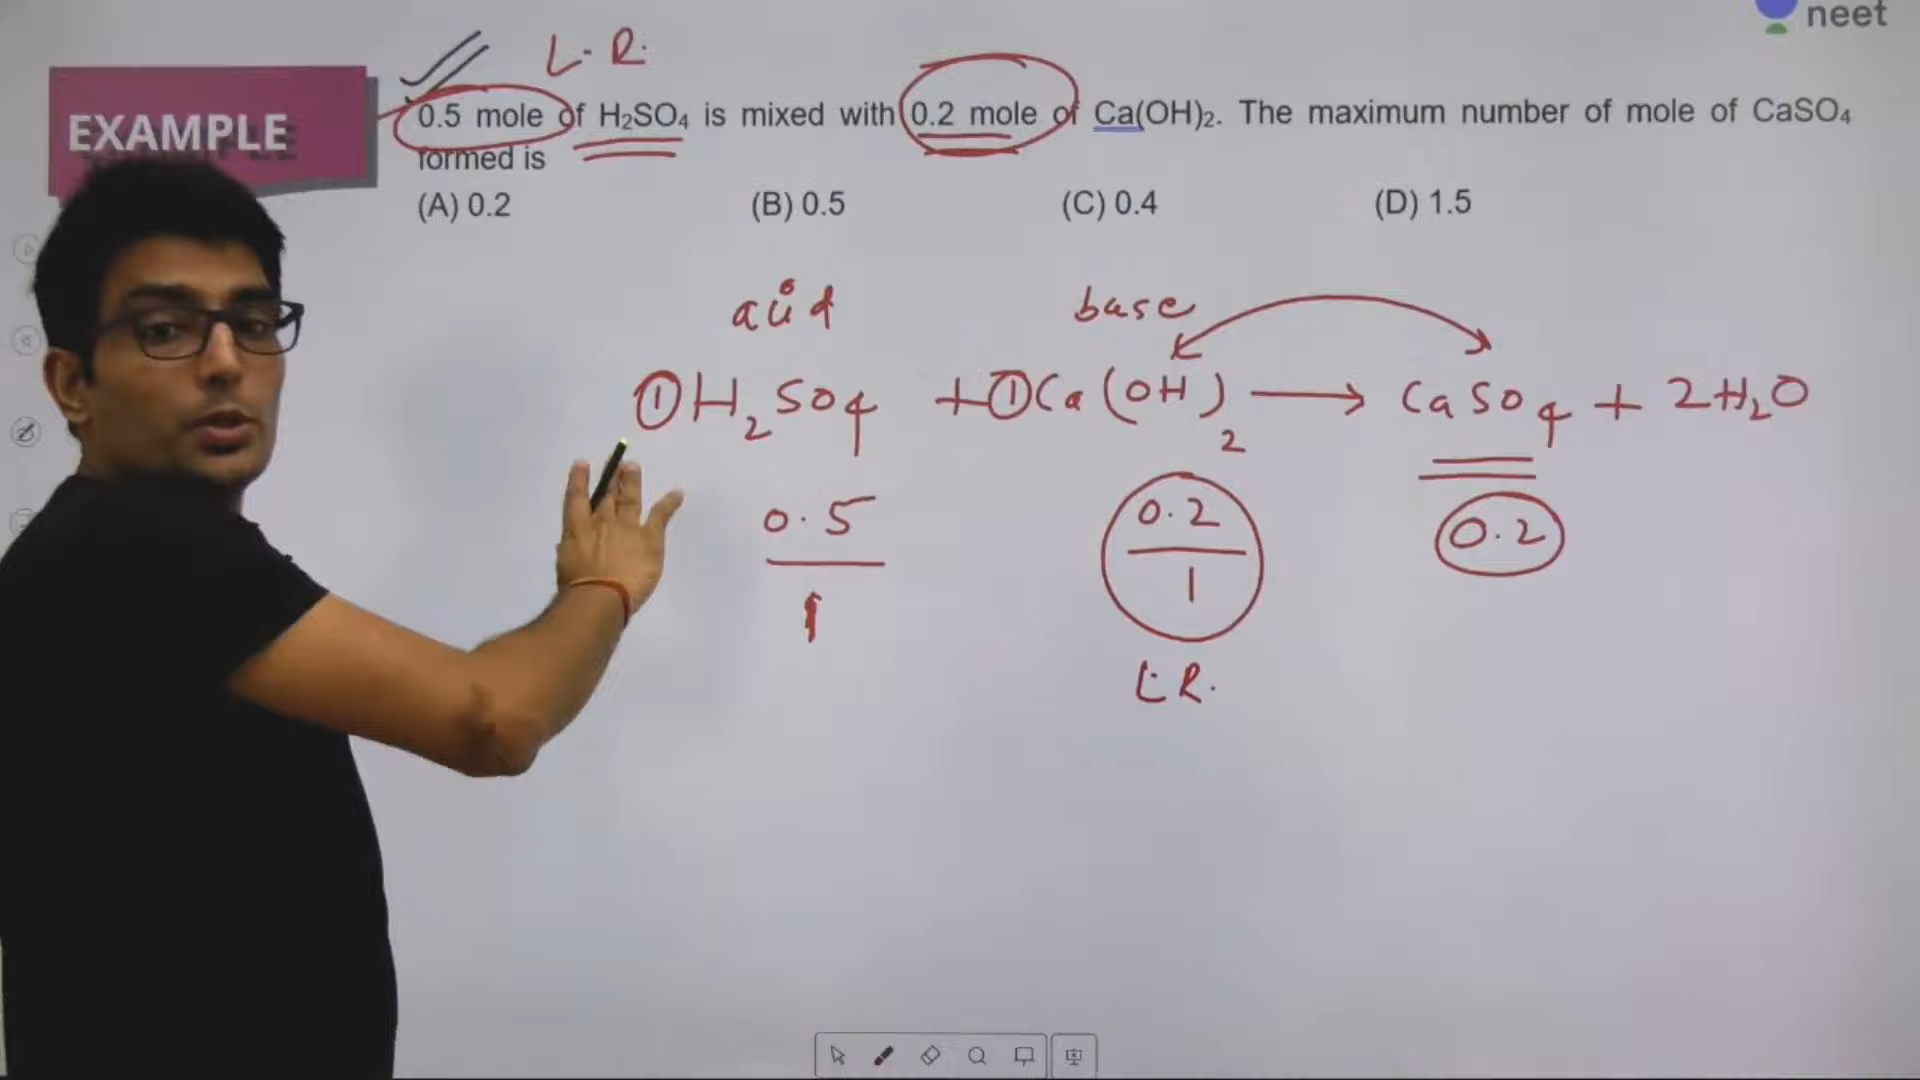 neet
L.R.
EXAMPLE
0.5 mole of H₂SO₄ is mixed with 0.2 mole of Ca(OH)₂. The maximum number of mole of CaSO₄
formed is
(A) 0.2 (B) 0.5 (C) 0.4 (D) 1.5
acid base
1 H₂SO₄ + 1 Ca(OH)₂ → CaSO₄ + 2H₂O
0.5 0.2 0.2
1 1
L.R.